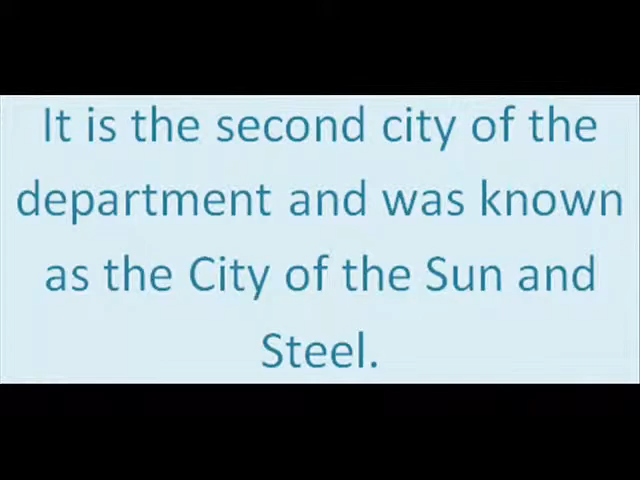 It is the second city of the
department and was known
as the City of the Sun and
Steel.